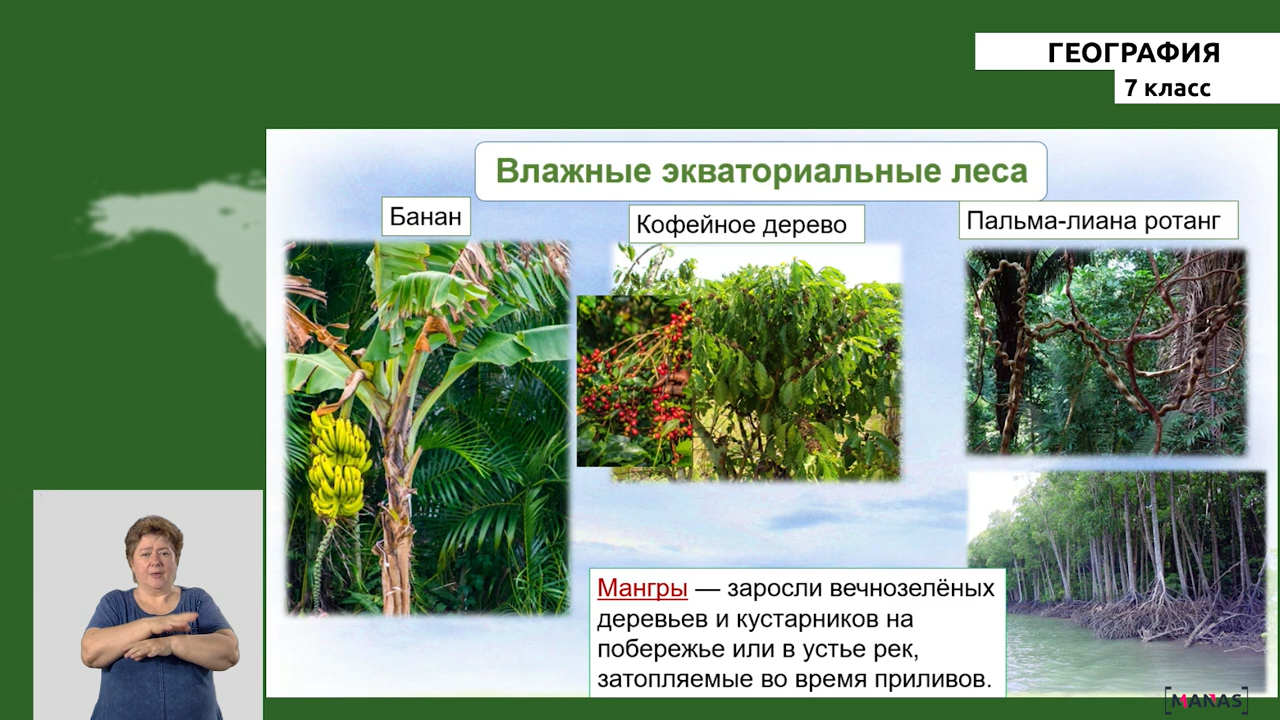 ГЕОГРАФИЯ
7 класс
Влажные экваториальные леса
Банан
Кофейное дерево
Пальма-лиана ротанг
Мангры — заросли вечнозелёных
деревьев и кустарников на
побережье или в устье рек,
затопляемые во время приливов.
[MANAS]